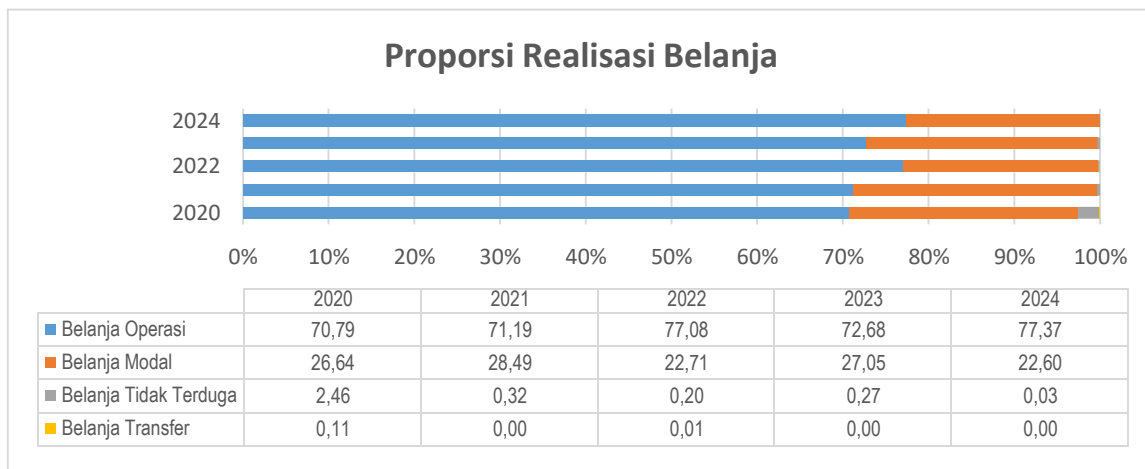 Proporsi Realisasi Belanja
2024
2022
2020
0% 10% 20% 30% 40% 50% 60% 70% 80% 90% 100%
2020 2021 2022 2023 2024
Belanja Operasi 70,79 71,19 77,08 72,68 77,37
Belanja Modal 26,64 28,49 22,71 27,05 22,60
Belanja Tidak Terduga 2,46 0,32 0,20 0,27 0,03
Belanja Transfer 0,11 0,00 0,01 0,00 0,00